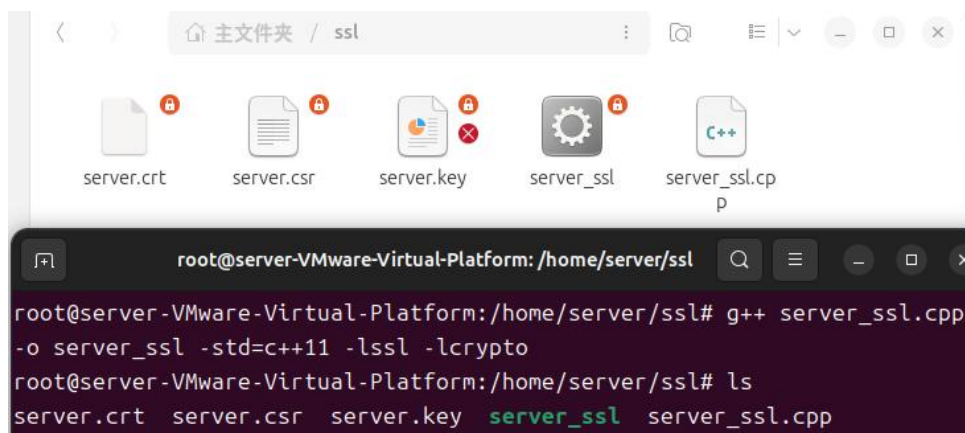 主文件夹 / ssl
server.crt
server.csr
server.key
server_ssl
C++
server_ssl.cp
p
root@server-VMware-Virtual-Platform: /home/server/ssl
root@server-VMware-Virtual-Platform:/home/server/ssl# g++ server_ssl.cpp
-o server_ssl -std=c++11 -lssl -lcrypto
root@server-VMware-Virtual-Platform:/home/server/ssl# ls
server.crt server.csr server.key server_ssl server_ssl.cpp